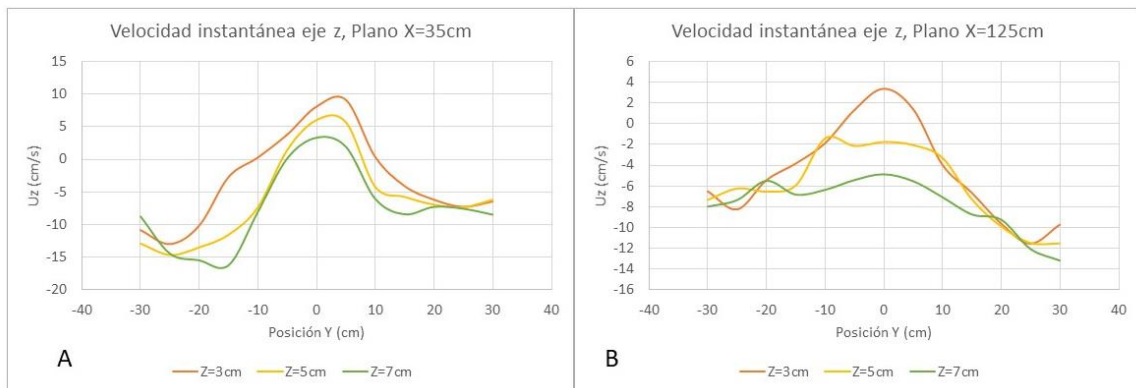 Velocidad instantánea eje z, Plano X=35cm
15
10
5
0
-5
-10
-15
-20
Uz (cm/s)
-40 -30 -20 -10 0 10 20 30 40
Posición Y (cm)
A
Z=3cm Z=5cm Z=7cm
Velocidad instantánea eje z, Plano X=125cm
6
4
2
0
-2
-4
-6
-8
-10
-12
-14
-16
Uz (cm/s)
-40 -30 -20 -10 0 10 20 30 40
Posición Y (cm)
B
Z=3cm Z=5cm Z=7cm